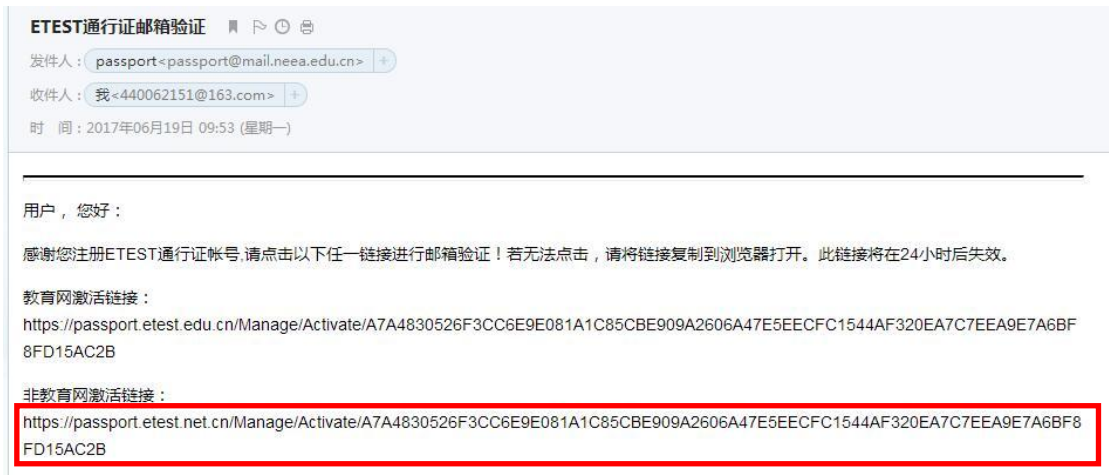 ETEST通行证邮箱验证
发件人：passport<passport@mail.neea.edu.cn> +
收件人：我<440062151@163.com> +
时 间：2017年06月19日 09:53 (星期一)
用户，您好：
感谢您注册ETEST通行证帐号,请点击以下任一链接进行邮箱验证！若无法点击，请将链接复制到浏览器打开。此链接将在24小时后失效。
教育网激活链接：
https://passport.etest.edu.cn/Manage/Activate/A7A4830526F3CC6E9E081A1C85CBE909A2606A47E5EECFC1544AF320EA7C7EEA9E7A6BF
8FD15AC2B
非教育网激活链接：
https://passport.etest.net.cn/Manage/Activate/A7A4830526F3CC6E9E081A1C85CBE909A2606A47E5EECFC1544AF320EA7C7EEA9E7A6BF8
FD15AC2B